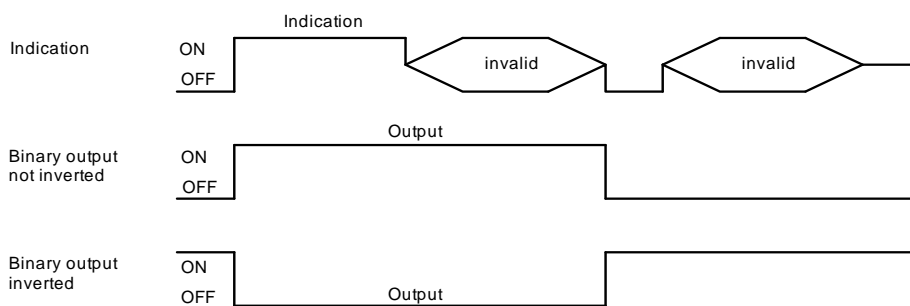 Indication
Indication
ON
OFF
invalid
invalid
Output
Binary output
not inverted
ON
OFF
Binary output
inverted
ON
OFF
Output